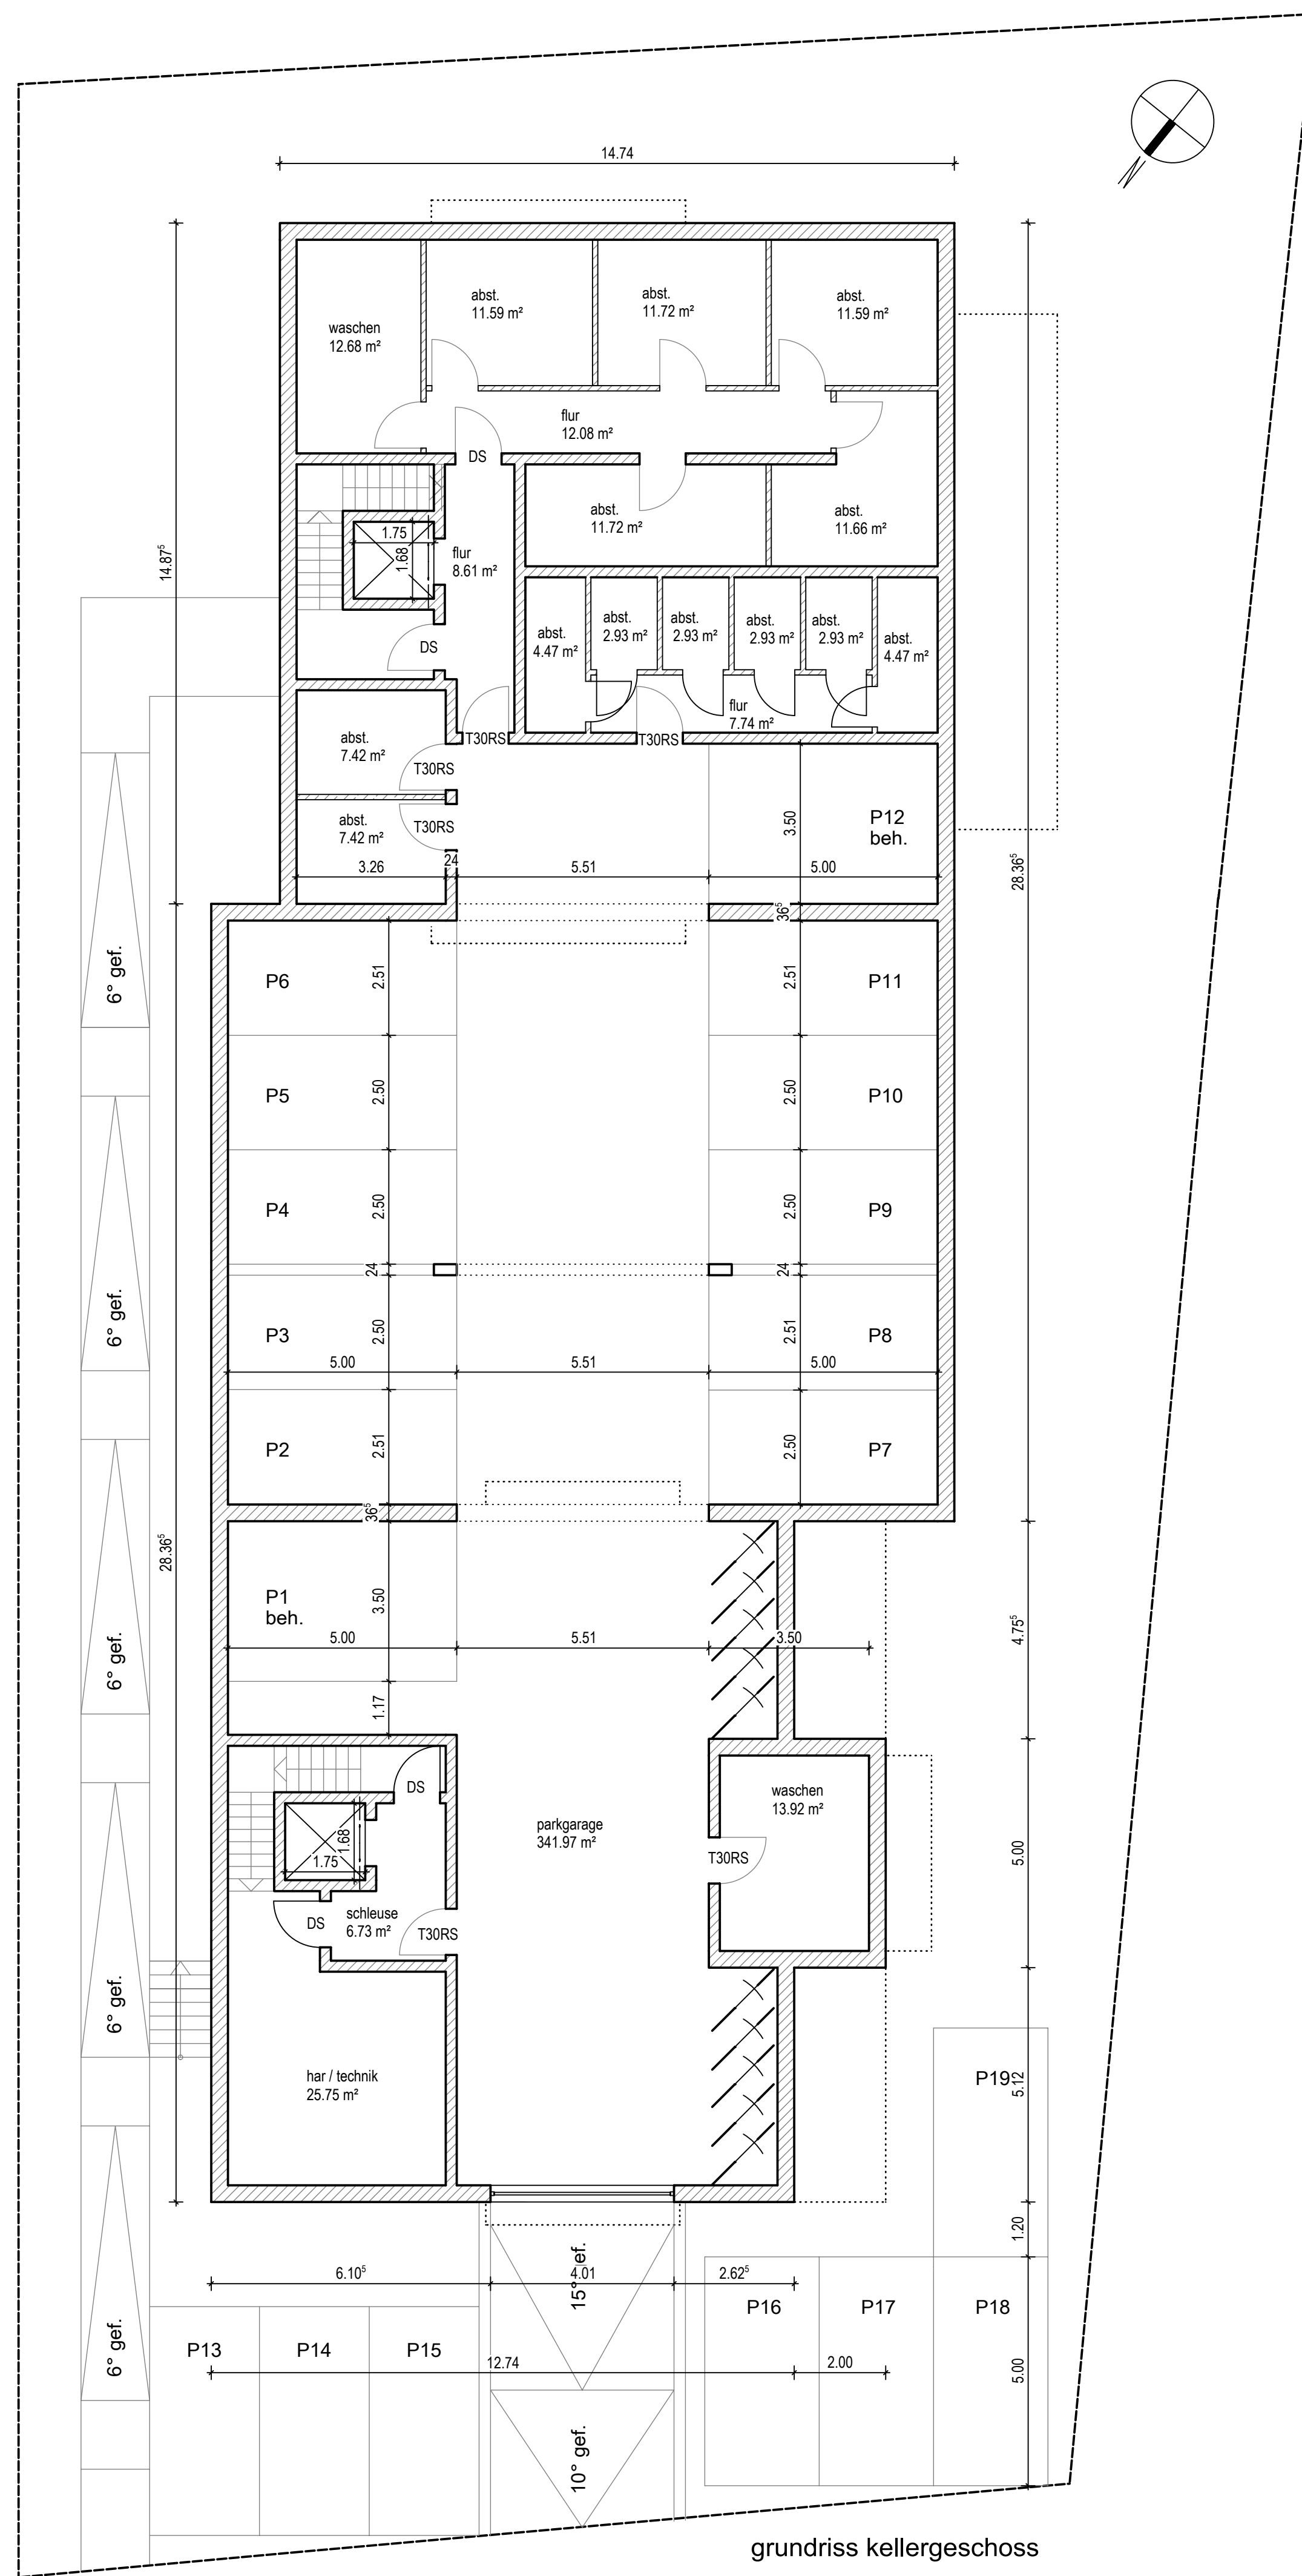 14.74
abst.
11.59 m²
abst.
11.72 m²
abst.
11.59 m²
waschen
12.68 m²
flur
12.08 m²
DS
abst.
11.72 m²
abst.
11.66 m²
1.75
1.68
flur
8.61 m²
14.87⁵
DS
abst.
4.47 m²
abst.
2.93 m²
abst.
2.93 m²
abst.
2.93 m²
abst.
2.93 m²
abst.
4.47 m²
flur
7.74 m²
T30RS
T30RS
abst.
7.42 m²
T30RS
abst.
7.42 m²
T30RS
3.50
P12
beh.
3.26
24
5.51
5.00
28.36⁵
36⁵
6° gef.
P6
2.51
2.51
P11
P5
2.50
2.50
P10
P4
2.50
2.50
P9
24
24
6° gef.
P3
2.50
2.51
P8
5.00
5.51
5.00
P2
2.51
2.50
P7
36⁵
28.36⁵
P1
beh.
3.50
5.00
5.51
3.50
4.75⁵
6° gef.
1.17
DS
waschen
13.92 m²
parkgarage
341.97 m²
1.68
1.75
T30RS
5.00
DS
schleuse
6.73 m²
T30RS
6° gef.
har / technik
25.75 m²
P19
5.12
1.20
6.10⁵
4.01
2.62⁵
15° ef.
P16
P17
P18
6° gef.
P13
P14
P15
12.74
2.00
5.00
10° gef.
grundriss kellergeschoss